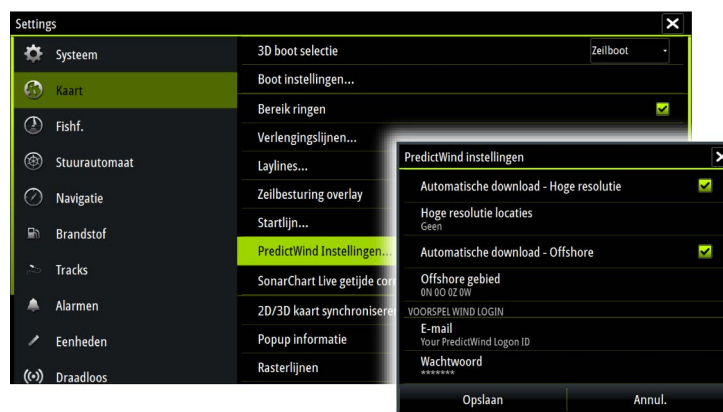 Settings
Systeem
Kaart
Fishf.
Stuurautomaat
Navigatie
Brandstof
Tracks
Alarmen
Eenheden
Draadloos
3D boot selectie
Zeilboot
Boot instellingen...
Bereik ringen
Verlengingslijnen...
Laylines...
Zeilbesturing overlay
Startlijn...
PredictWind Instellingen...
SonarChart Live getijde
2D/3D kaart
Popup informatie
Rasterlijnen
PredictWind instellingen
Automatische download - Hoge resolutie
Hoge resolutie locaties
Geen
Automatische download - Offshore
Offshore gebied
0N 0O 0Z 0W
VOORSPEL WIND LOGIN
E-mail
Your PredictWind Logon ID
Wachtwoord
*******
Opslaan
Annul.